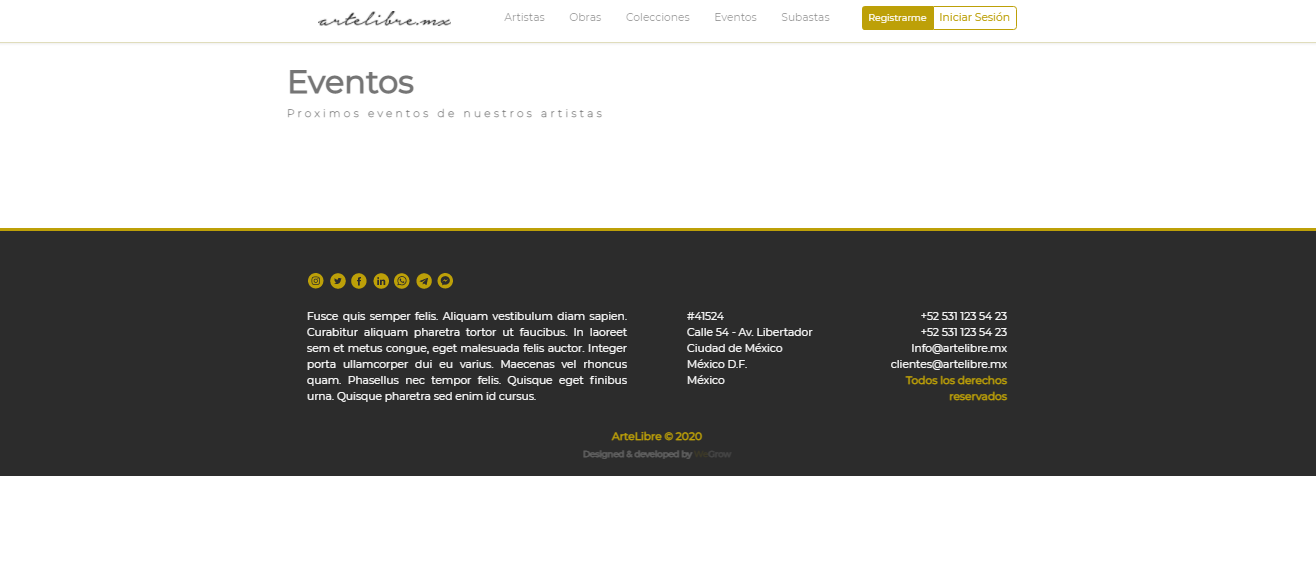 artelibre.mx
Artistas
Obras
Colecciones
Eventos
Subastas
Registrarme
Iniciar Sesión
Eventos
Proximos eventos de nuestros artistas
Fusce quis semper felis. Aliquam vestibulum diam sapien.
Curabitur aliquam pharetra tortor ut faucibus. In laoreet
sem et metus congue, eget malesuada felis auctor. Integer
porta ullamcorper dui eu varius. Maecenas vel rhoncus
quam. Phasellus nec tempor felis. Quisque eget finibus
urna. Quisque pharetra sed enim id cursus.
#41524
Calle 54 - Av. Libertador
Ciudad de México
México D.F.
México
+52 531 123 54 23
+52 531 123 54 23
Info@artelibre.mx
clientes@artelibre.mx
Todos los derechos
reservados
ArteLibre © 2020
Designed & developed by WeGrow